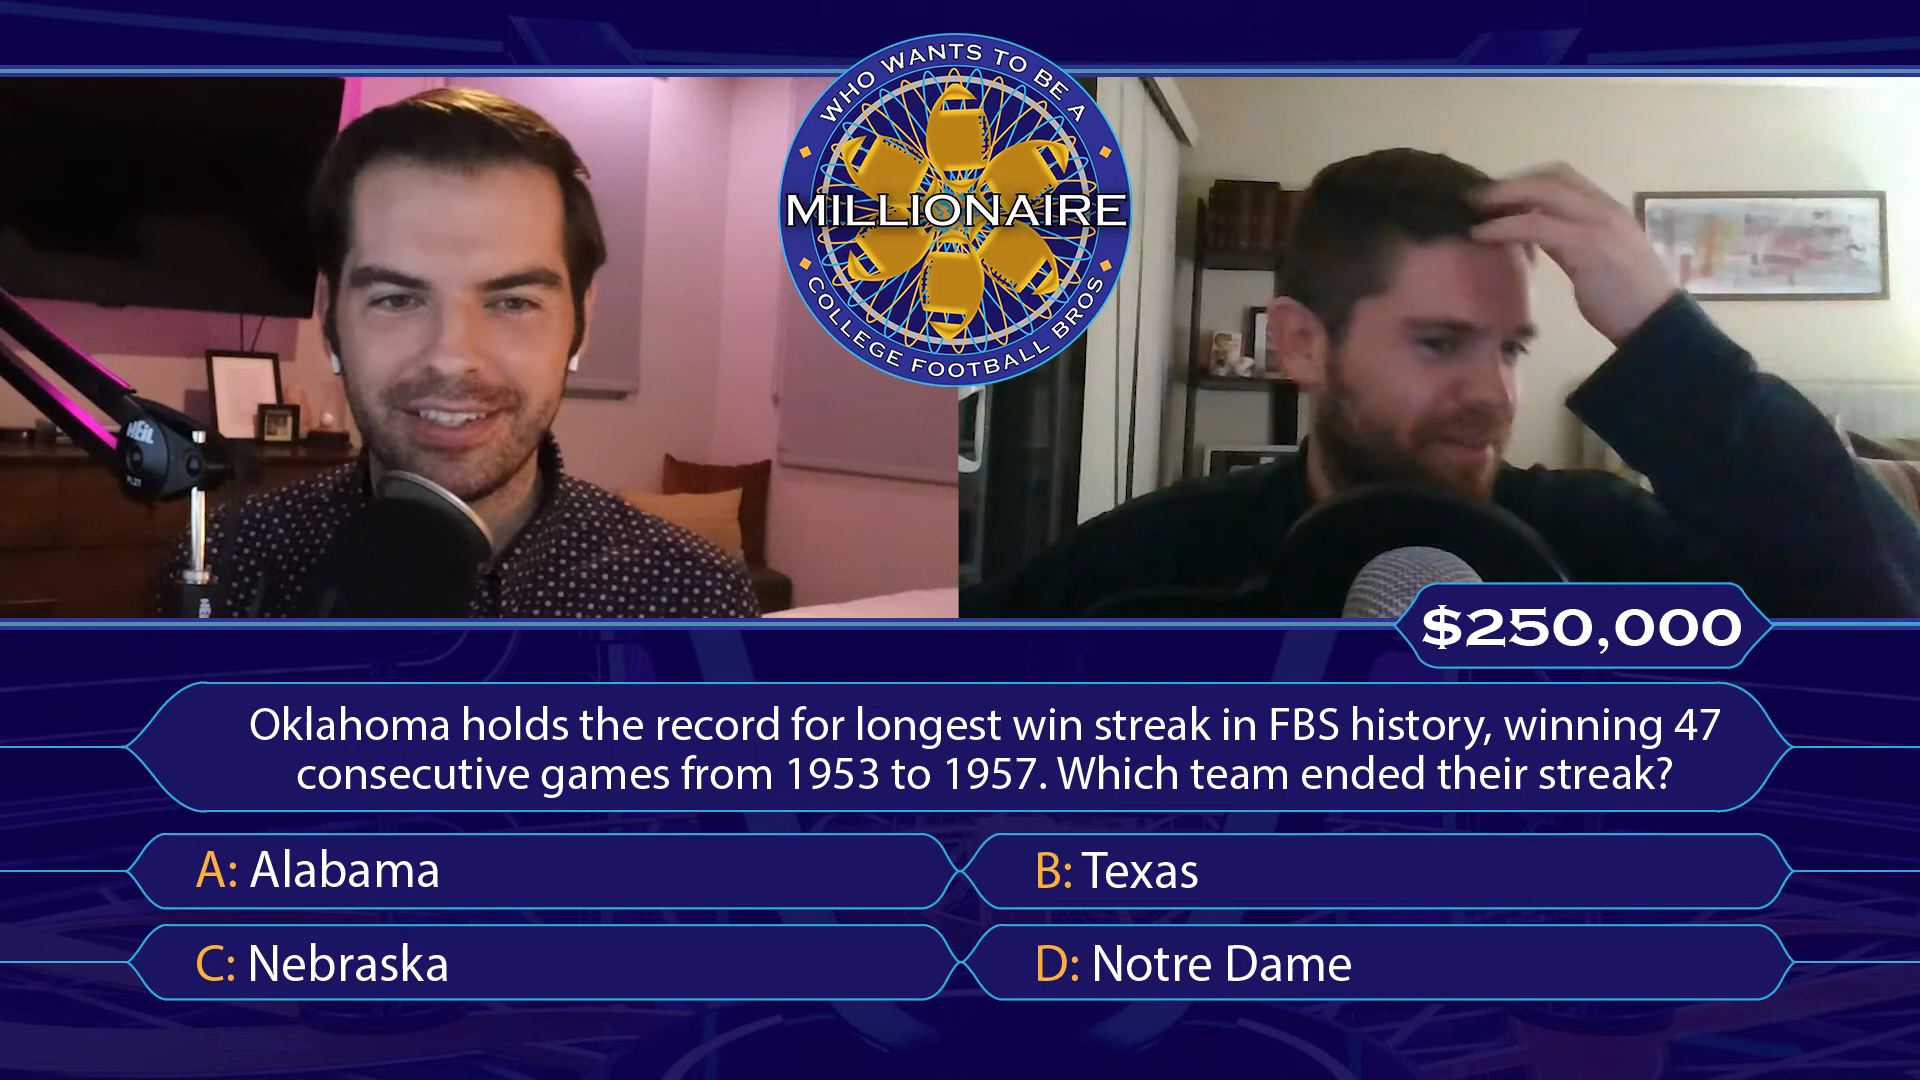 WHO WANTS TO BE A
MILLIONAIRE
COLLEGE FOOTBALL BROS
HEiL
PL2T
$250,000
Oklahoma holds the record for longest win streak in FBS history, winning 47
consecutive games from 1953 to 1957. Which team ended their streak?
A: Alabama
B: Texas
C: Nebraska
D: Notre Dame